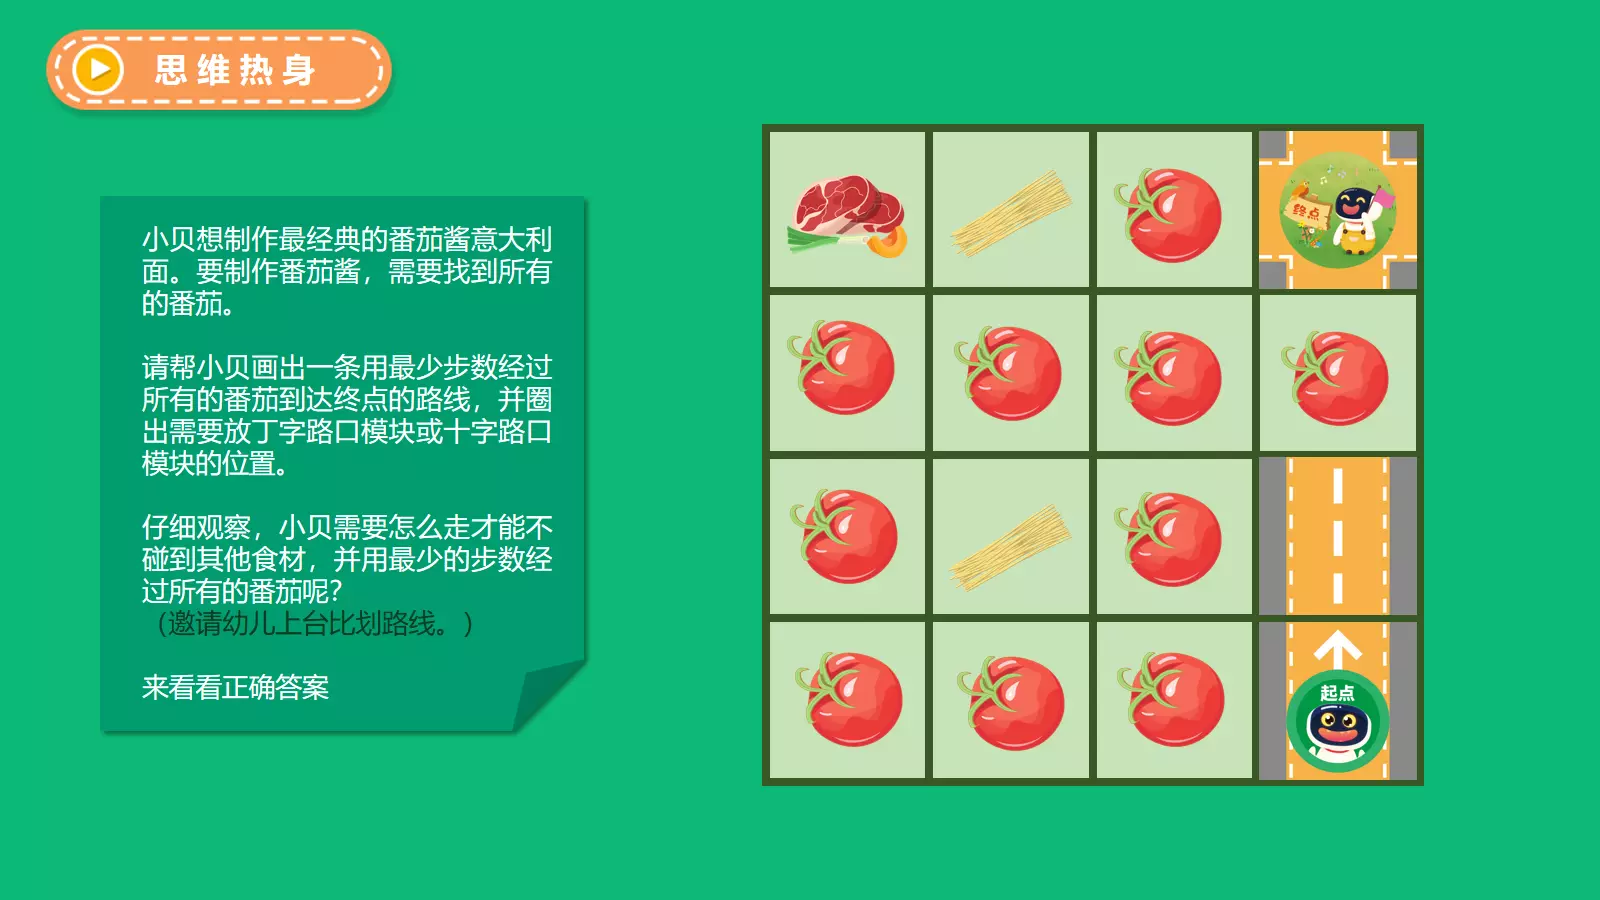 思维热身
小贝想制作最经典的番茄酱意大利
面。要制作番茄酱，需要找到所有
的番茄。
请帮小贝画出一条用最少步数经过
所有的番茄到达终点的路线，并圈
出需要放丁字路口模块或十字路口
模块的位置。
仔细观察，小贝需要怎么走才能不
碰到其他食材，并用最少的步数经
过所有的番茄呢?
（邀请幼儿上台比划路线。）
来看看正确答案
终点
起点